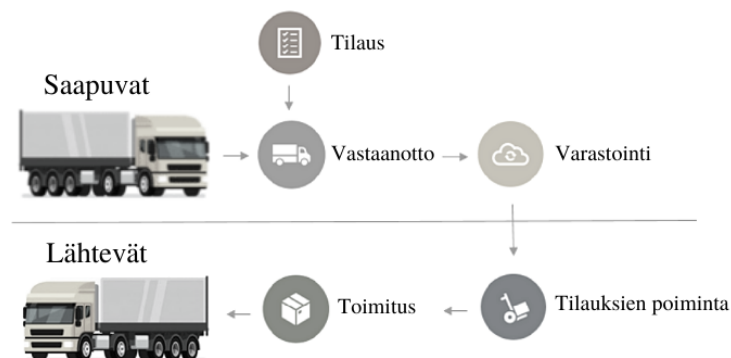 Tilaus
Saapuvat
Vastaanotto
Varastointi
Lähtevät
Toimitus
Tilauksien poiminta